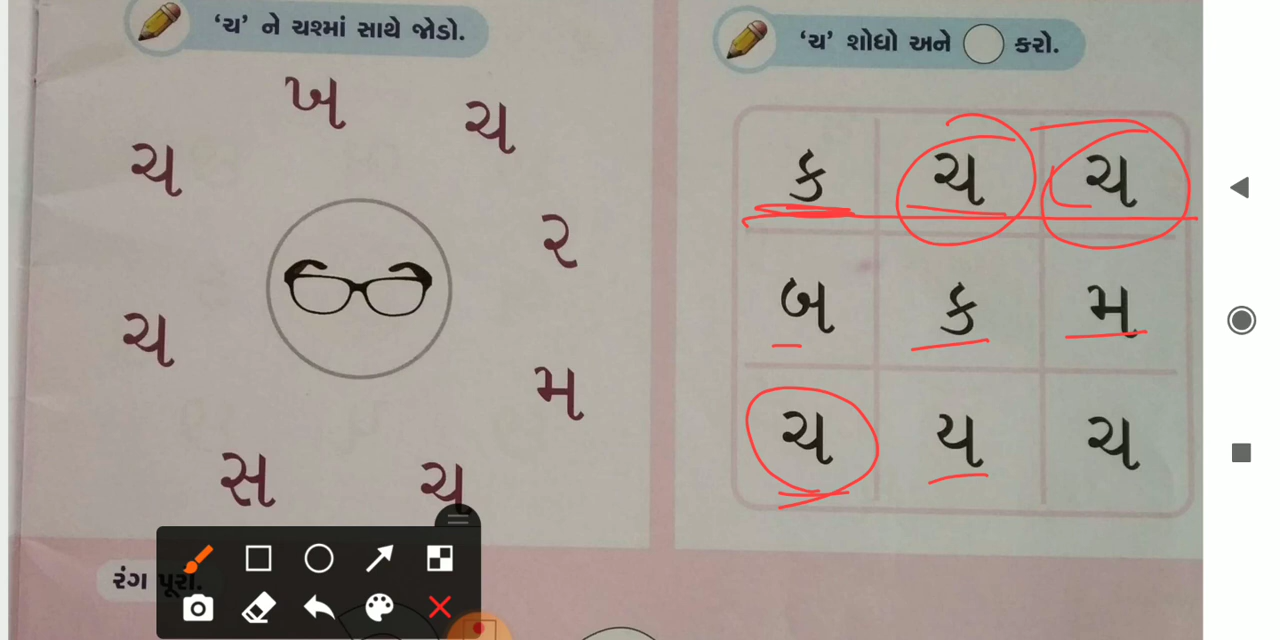 ‘ચ’ ને ચશ્માં સાથે જોડો.
ખ ચ
ચ
ર
ચ
મ
સ ચ
‘ચ’ શોધો અને કરો.
ક ચ ચ
બ ક મ
ચ ય ચ
રંગ પૂરો.